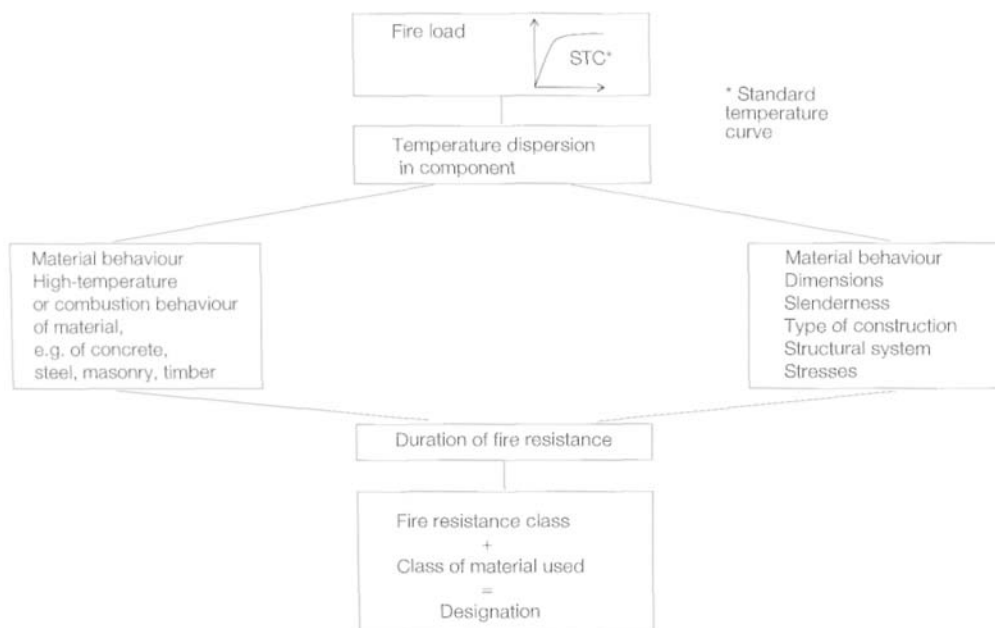 Fire load
STC*
* Standard
temperature
curve
Temperature dispersion
in component
Material behaviour
High-temperature
or combustion behaviour
of material,
e.g. of concrete,
steel, masonry, timber
Material behaviour
Dimensions
Slenderness
Type of construction
Structural system
Stresses
Duration of fire resistance
Fire resistance class
+
Class of material used
=
Designation